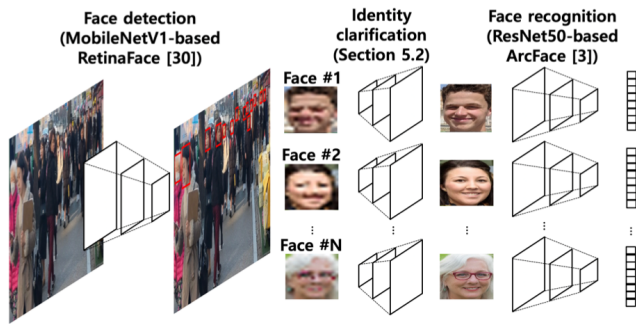 Face detection
(MobileNetV1-based
RetinaFace [30])
Identity
clarification
(Section 5.2)
Face recognition
(ResNet50-based
ArcFace [3])
Face #1
Face #2
...
...
...
Face #N